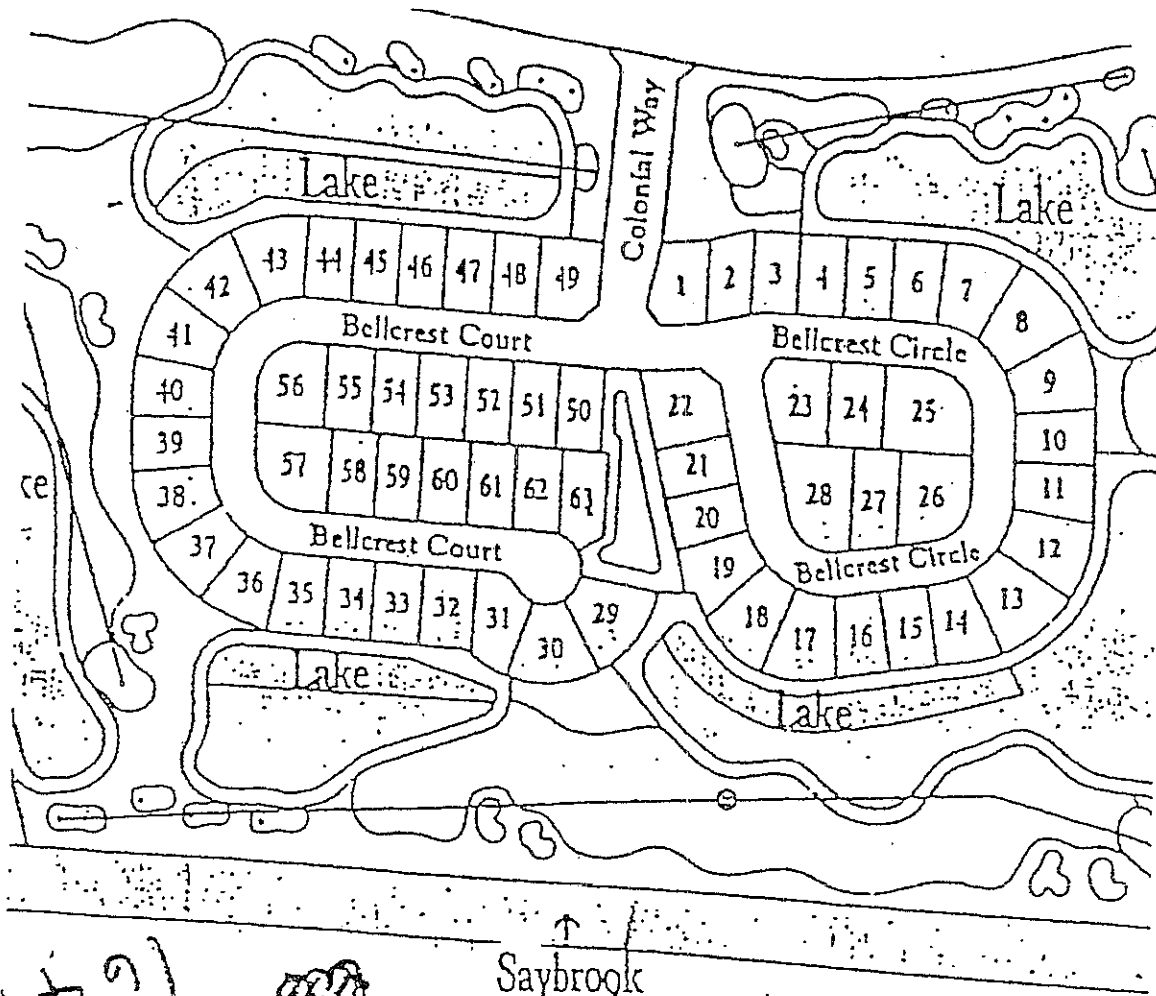 Colonial Way
Lake
Lake
43 44 45 46 47 48 49
1 2 3 4 5 6 7
42
8
41
Bellcrest Court
Bellcrest Circle
9
40
56 55 54 53 52 51 50
22
23 24 25
10
39
57 58 59 60 61 62 63
21
28 27 26
11
ke
38
20
12
37
Bellcrest Court
19
Bellcrest Circle
36 35 34 33 32 31 30 29
18 17 16 15 14 13
Lake
Lake
Saybrook